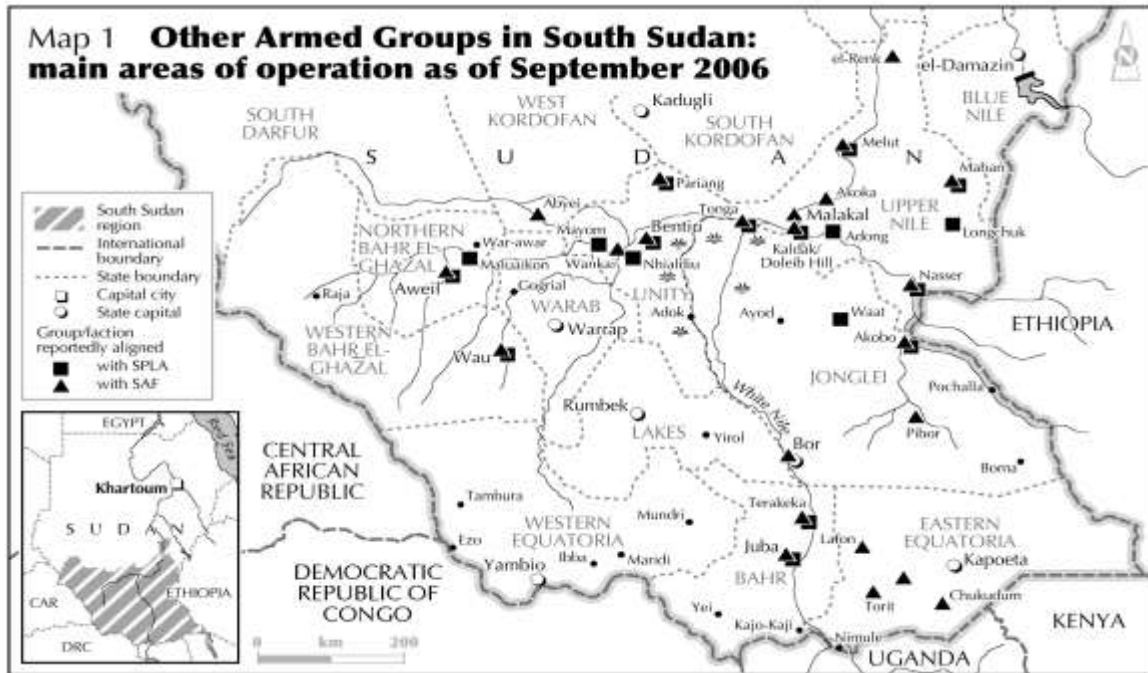 Map 1 Other Armed Groups in South Sudan:
main areas of operation as of September 2006
SOUTH
DARFUR
WEST
KORDOFAN
Kadugli
SOUTH
KORDOFAN
el-Renk
el-Damazin
BLUE
NILE
S U D A N
Melut
Pariang
Akoka
UPPER
NILE
Abyei
Tonga
Malakal
Longchuk
Mayom
Bentiu
Kaldak/
Doleib Hill
Adong
NORTHERN
BAHR EL-
GHAZAL
War-awar
Wankae
Nhialdiu
Nasser
Aweil
Raja
Gogrial
WARAB
UNITY
Adok
Ayod
Waat
ETHIOPIA
WESTERN
BAHR EL-
GHAZAL
Warrap
Wau
Akobo
JONGLEI
Pochalla
White Nile
Rumbek
LAKES
Yirol
Bor
Pibor
Boma
CENTRAL
AFRICAN
REPUBLIC
Tambura
WESTERN
EQUATORIA
Mundri
Terakeka
EASTERN
EQUATORIA
Ezo
Ibba
Maridi
Juba
BAHR
Lafon
Kapoeta
Yambio
DEMOCRATIC
REPUBLIC OF
CONGO
Yei
Torit
Chukudum
KENYA
Kajo-Kaji
Nimule
UGANDA
0 km 200
South Sudan
region
International
boundary
State boundary
Capital city
State capital
Group/faction
reportedly aligned
with SPLA
with SAF
EGYPT
Red Sea
Khartoum
SUDAN
CAR
ETHIOPIA
DRC